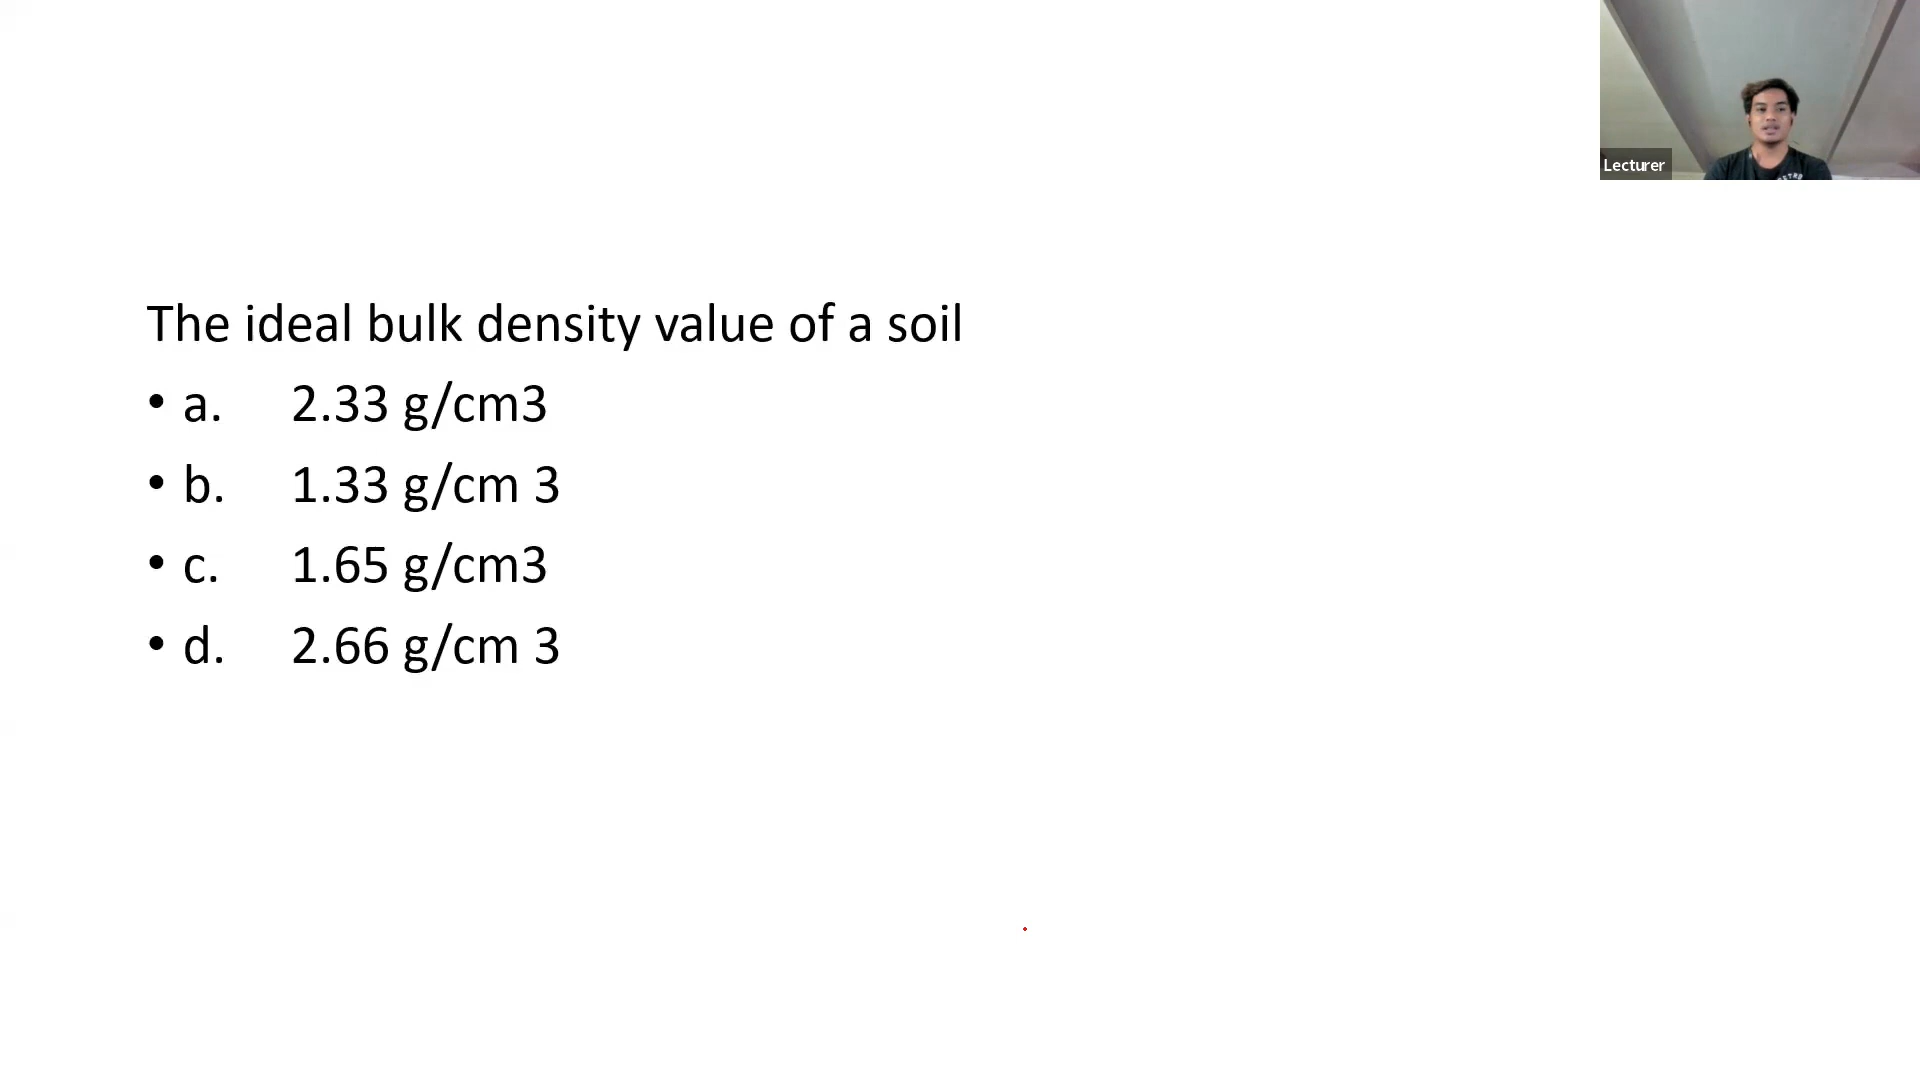 Lecturer
The ideal bulk density value of a soil
• a. 2.33 g/cm3
• b. 1.33 g/cm 3
• c. 1.65 g/cm3
• d. 2.66 g/cm 3